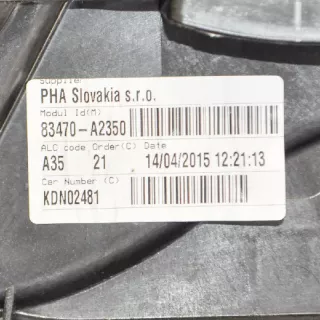 Supplier
PHA Slovakia s.r.o.
Modul Id(M)
83470-A2350
ALC code Order(C) Date
A35 21 14/04/2015 12:21:13
Car Number (C)
KDN02481